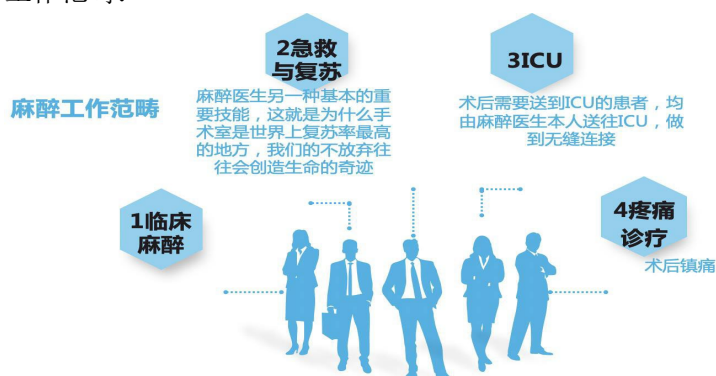 2急救
与复苏
3ICU
麻醉工作范畴
麻醉医生另一种基本的重
要技能，这就是为什么手
术室是世界上复苏率最高
的地方，我们的不放弃往
往会创造生命的奇迹
术后需要送到ICU的患者，均
由麻醉医生本人送往ICU，做
到无缝连接
1临床
麻醉
4疼痛
诊疗
术后镇痛